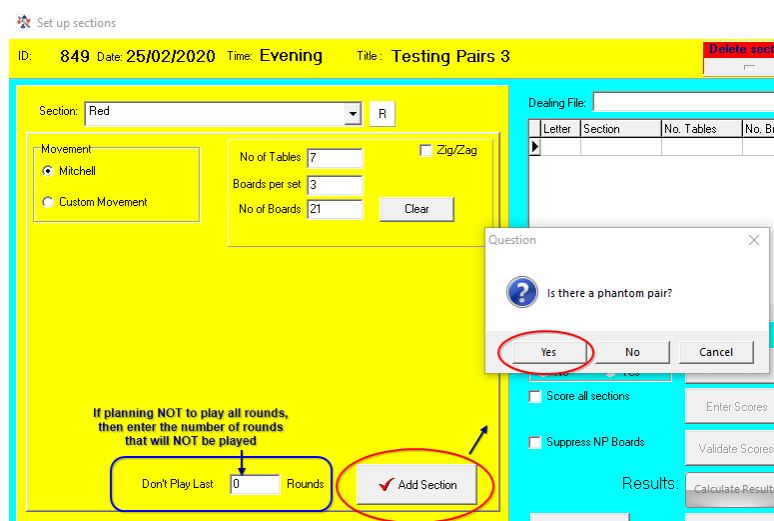 Set up sections
ID: 849 Date: 25/02/2020 Time: Evening Title: Testing Pairs 3
Delete sect
Section: Red R
Dealing File:
Letter Section No. Tables No. B
Movement
Mitchell
Custom Movement
No of Tables 7 Zig/Zag
Boards per set 3
No of Boards 21 Clear
Question
Is there a phantom pair?
Yes No Cancel
Score all sections
Enter Scores
Suppress NP Boards
Validate Scores
Results: Calculate Result
If planning NOT to play all rounds,
then enter the number of rounds
that will NOT be played
Don't Play Last 0 Rounds
Add Section